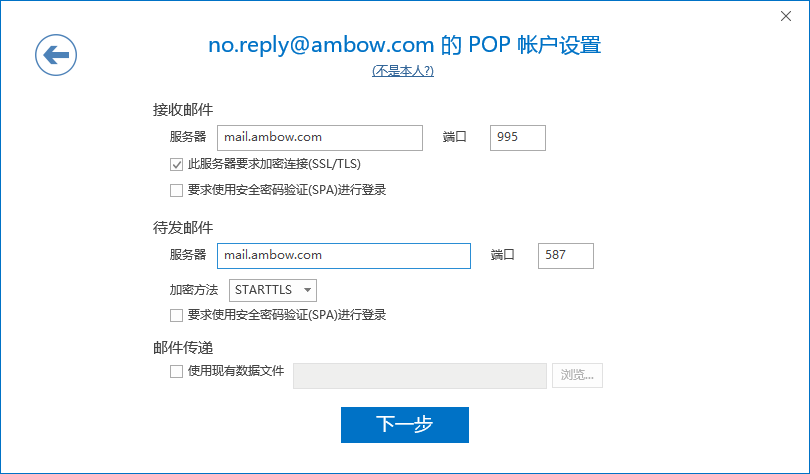 no.reply@ambow.com 的 POP 帐户设置
(不是本人?)
接收邮件
服务器 mail.ambow.com 端口 995
此服务器要求加密连接(SSL/TLS)
要求使用安全密码验证(SPA)进行登录
待发邮件
服务器 mail.ambow.com 端口 587
加密方法 STARTTLS
要求使用安全密码验证(SPA)进行登录
邮件传递
使用现有数据文件 浏览...
下一步